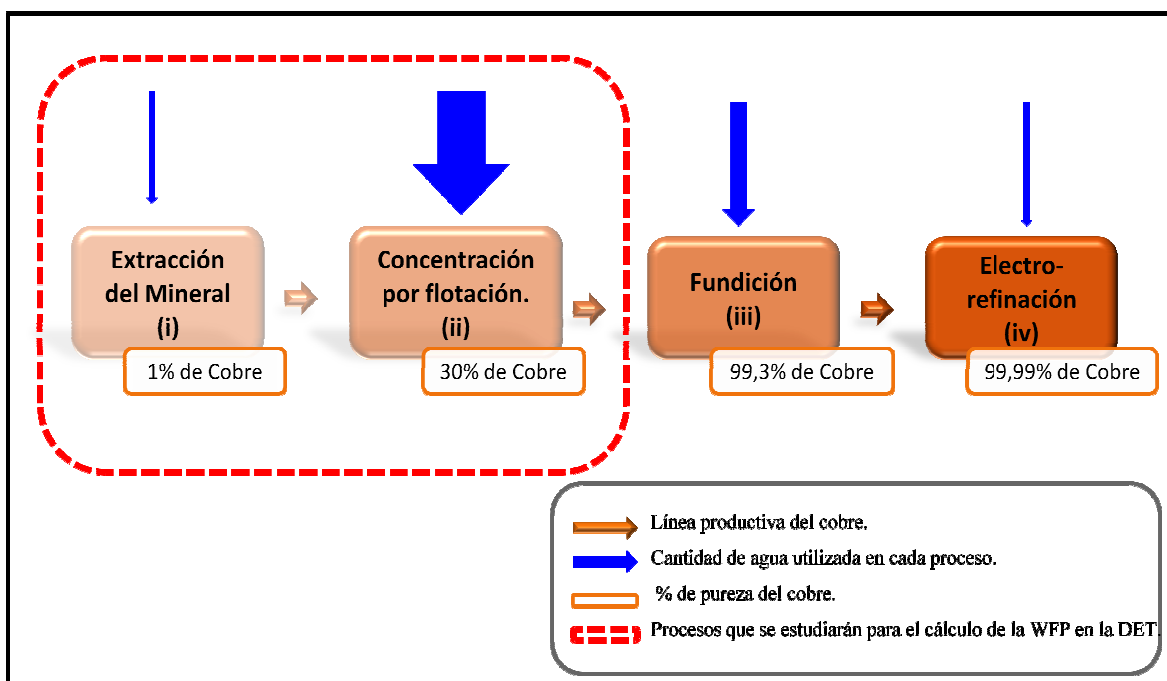 Extracción
del Mineral
(i)
1% de Cobre
Concentración
por flotación.
(ii)
30% de Cobre
Fundición
(iii)
99,3% de Cobre
Electro-
refinación
(iv)
99,99% de Cobre
Línea productiva del cobre.
Cantidad de agua utilizada en cada proceso.
% de pureza del cobre.
Procesos que se estudiarán para el cálculo de la WFP en la DET.